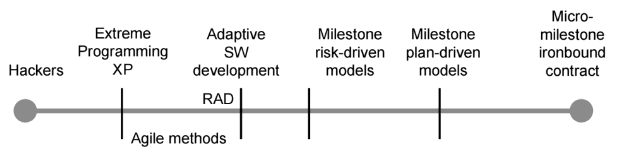 Hackers
Extreme
Programming
XP
Adaptive
SW
development
Milestone
risk-driven
models
Milestone
plan-driven
models
Micro-
milestone
ironbound
contract
RAD
Agile methods